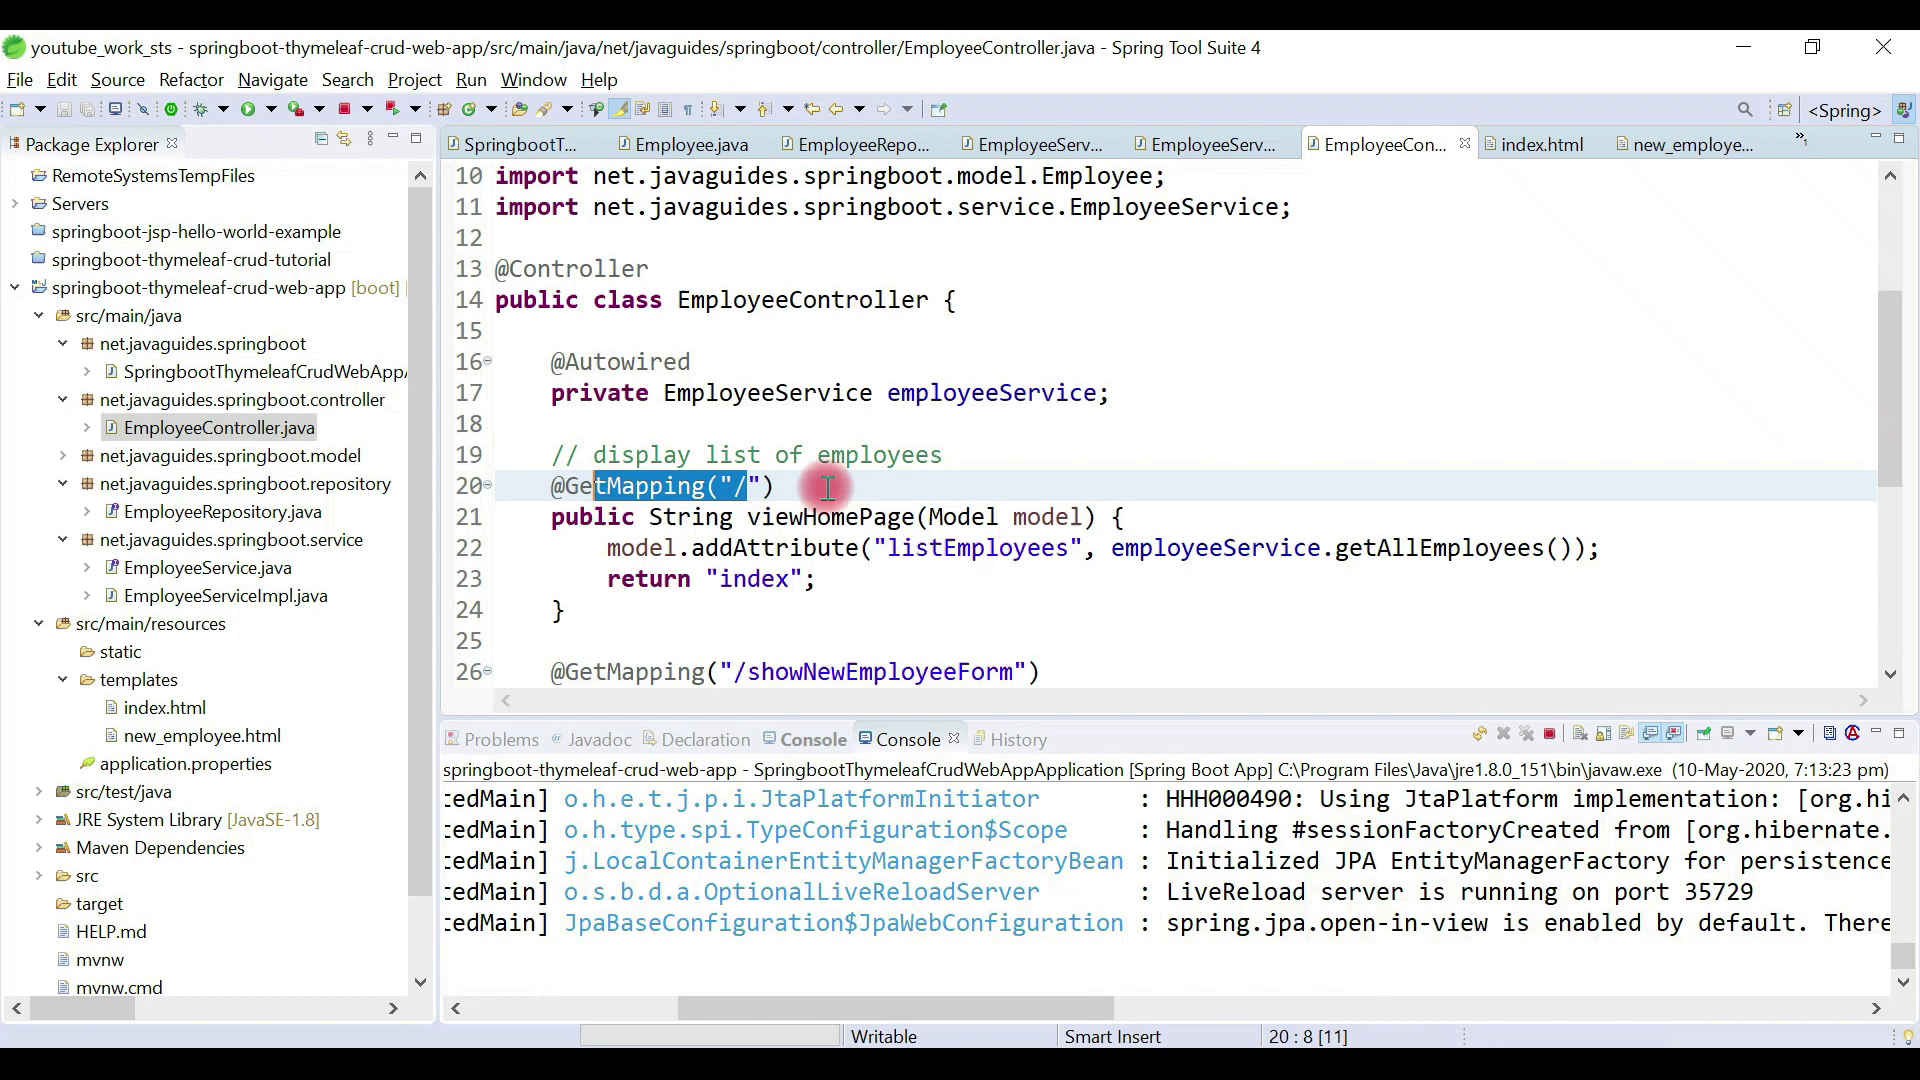 youtube_work_sts - springboot-thymeleaf-crud-web-app/src/main/java/net/javaguides/springboot/controller/EmployeeController.java - Spring Tool Suite 4
File Edit Source Refactor Navigate Search Project Run Window Help
<Spring>
Package Explorer
RemoteSystemsTempFiles
Servers
springboot-jsp-hello-world-example
springboot-thymeleaf-crud-tutorial
springboot-thymeleaf-crud-web-app [boot] [
src/main/java
net.javaguides.springboot
SpringbootThymeleafCrudWebAppA
net.javaguides.springboot.controller
EmployeeController.java
net.javaguides.springboot.model
net.javaguides.springboot.repository
EmployeeRepository.java
net.javaguides.springboot.service
EmployeeService.java
EmployeeServiceImpl.java
src/main/resources
static
templates
index.html
new_employee.html
application.properties
src/test/java
JRE System Library [JavaSE-1.8]
Maven Dependencies
src
target
HELP.md
mvnw
mvnw.cmd
SpringbootT... Employee.java EmployeeRepo... EmployeeServ... EmployeeServ... EmployeeCon... index.html new_employe... »1
10 import net.javaguides.springboot.model.Employee;
11 import net.javaguides.springboot.service.EmployeeService;
12
13 @Controller
14 public class EmployeeController {
15
16 @Autowired
17 private EmployeeService employeeService;
18
19 // display list of employees
20 @GetMapping("/")
21 public String viewHomePage(Model model) {
22 model.addAttribute("listEmployees", employeeService.getAllEmployees());
23 return "index";
24 }
25
26 @GetMapping("/showNewEmployeeForm")
Problems @ Javadoc Declaration Console Console History
springboot-thymeleaf-crud-web-app - SpringbootThymeleafCrudWebAppApplication [Spring Boot App] C:\Program Files\Java\jre1.8.0_151\bin\javaw.exe (10-May-2020, 7:13:23 pm)
tedMain] o.h.e.t.j.p.i.JtaPlatformInitiator : HHH000490: Using JtaPlatform implementation: [org.hi
tedMain] o.h.type.spi.TypeConfiguration$Scope : Handling #sessionFactoryCreated from [org.hibernate.
tedMain] j.LocalContainerEntityManagerFactoryBean : Initialized JPA EntityManagerFactory for persistence
tedMain] o.s.b.d.a.OptionalLiveReloadServer : LiveReload server is running on port 35729
tedMain] JpaBaseConfiguration$JpaWebConfiguration : spring.jpa.open-in-view is enabled by default. There
Writable Smart Insert 20 : 8 [11]